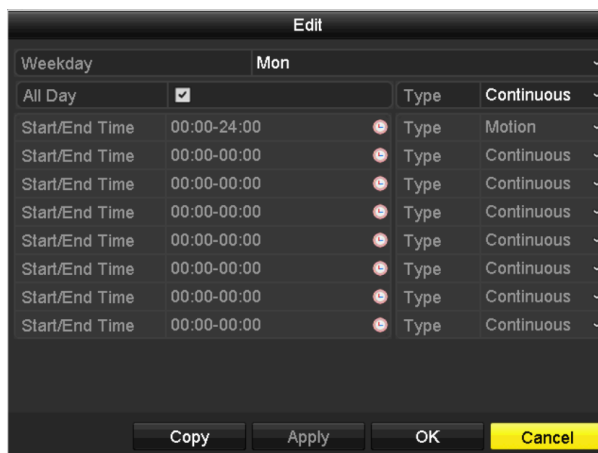 Edit
Weekday Mon
All Day Type Continuous
Start/End Time 00:00-24:00 Type Motion
Start/End Time 00:00-00:00 Type Continuous
Start/End Time 00:00-00:00 Type Continuous
Start/End Time 00:00-00:00 Type Continuous
Start/End Time 00:00-00:00 Type Continuous
Start/End Time 00:00-00:00 Type Continuous
Start/End Time 00:00-00:00 Type Continuous
Start/End Time 00:00-00:00 Type Continuous
Copy Apply OK Cancel